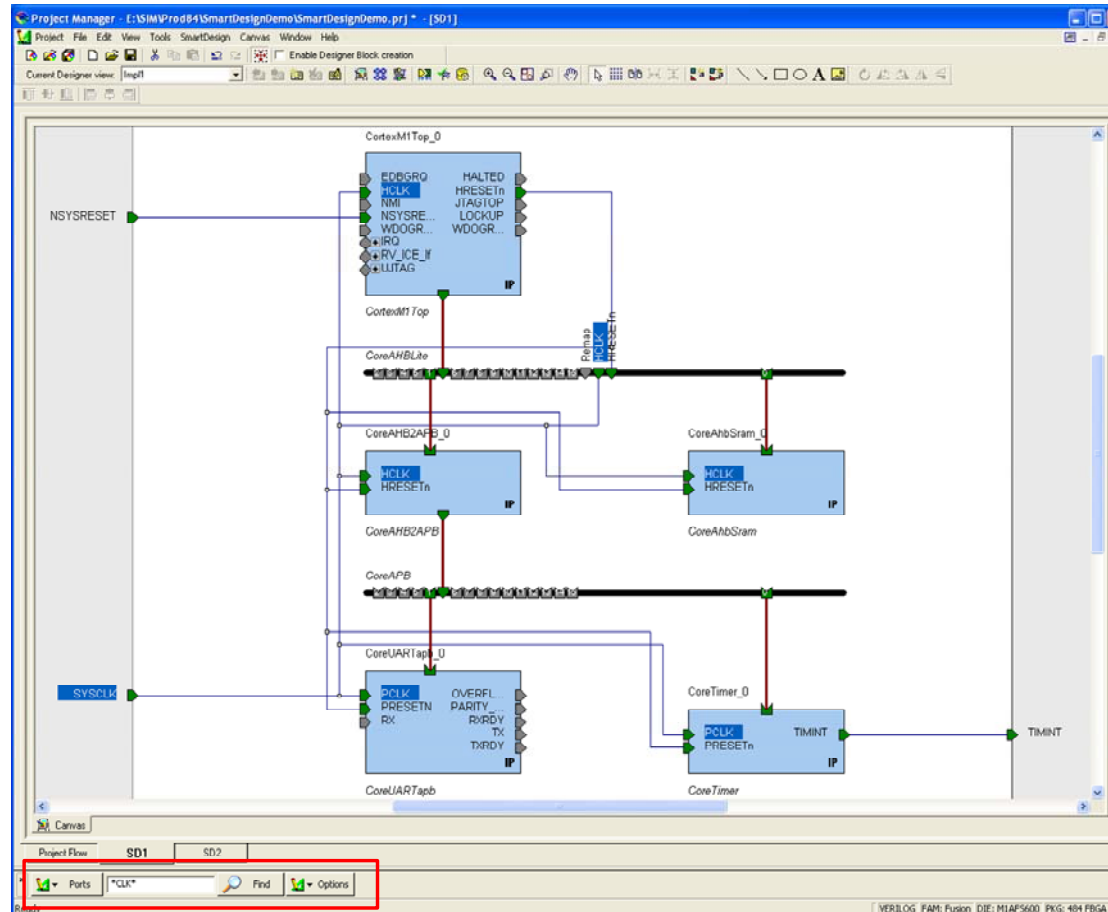 Project Manager - E:\SIM\Prod84\SmartDesignDemo\SmartDesignDemo.prj * - [SD1]
Project File Edit View Tools SmartDesign Canvas Window Help
Enable Designer Block creation
Current Designer view: Impl1
CortexM1Top_0
EDBGRQ HALTED
HCLK HRESETn
NMI JTAGTOP
NSYSRESET NSYSRE... LOCKUP
WDOGR... WDOGR...
IRQ
RV_ICE_If
UJTAG
IP
CortexM1Top
Remap
HCLK
HRESETn
CoreAHBLite
CoreAHB2APB_0 CoreAhbSram_0
HCLK HCLK
HRESETn HRESETn
IP IP
CoreAHB2APB CoreAhbSram
CoreAPB
CoreUARTapb_0
SYSCLK PCLK OVERFL... CoreTimer_0
PRESETN PARITY_...
RX RXRDY
TX PCLK TIMINT TIMINT
TXRDY PRESETn
IP IP
CoreUARTapb CoreTimer
Canvas
Project Flow SD1 SD2
Ports *CLK* Find Options
Ready VERILOG FAM: Fusion DIE: M1AFS600 PKG: 484 FBGA